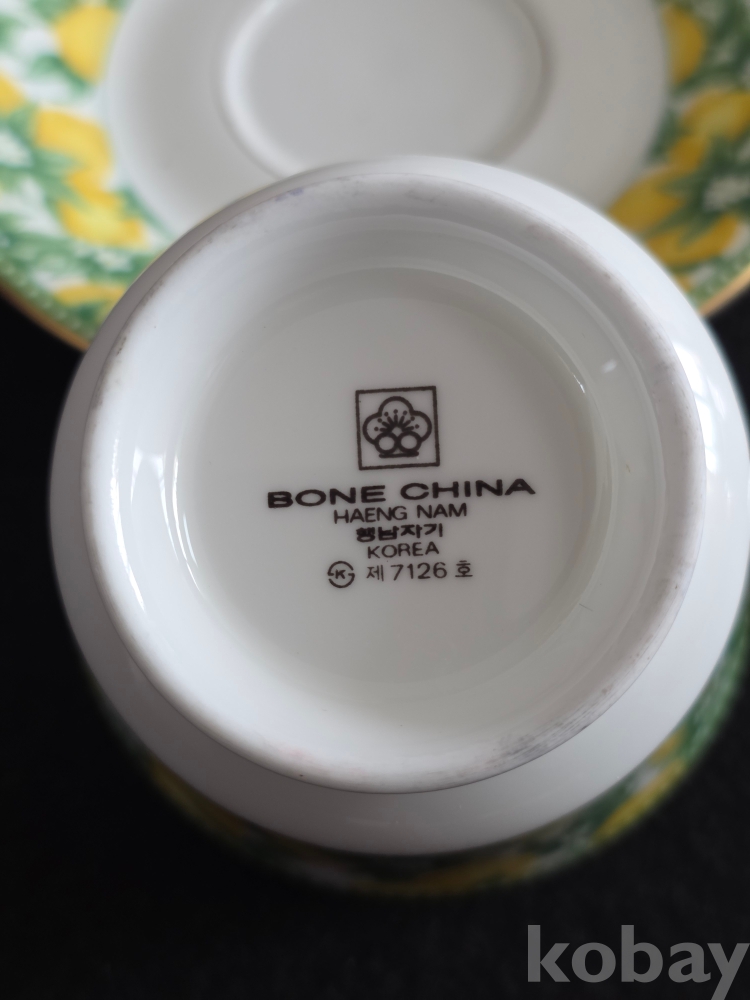 BONE CHINA
HAENG NAM
행남자기
KOREA
K 제 7126 호
kobay